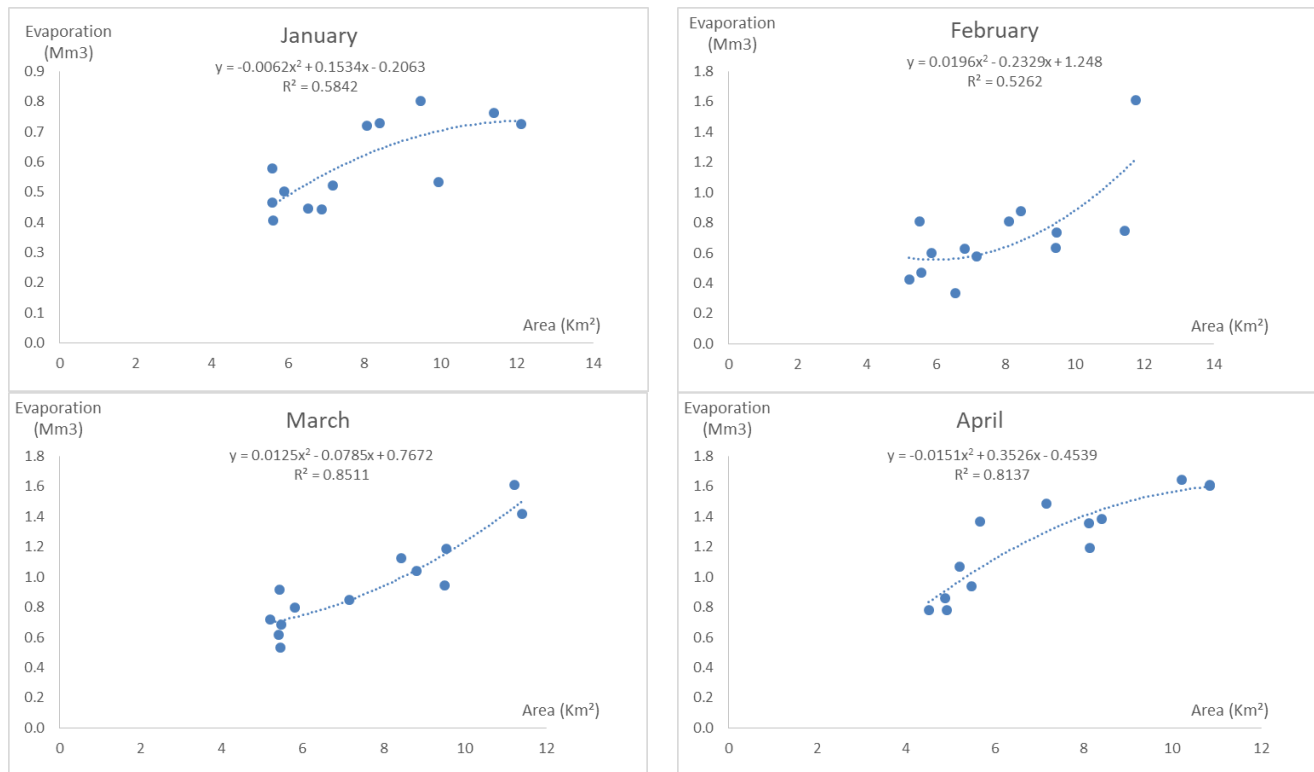 Evaporation
(Mm3)
January
y = -0.0062x² + 0.1534x - 0.2063
R² = 0.5842
0.9
0.8
0.7
0.6
0.5
0.4
0.3
0.2
0.1
0.0
Area (Km²)
0 2 4 6 8 10 12 14
Evaporation
(Mm3)
February
y = 0.0196x² - 0.2329x + 1.248
R² = 0.5262
1.8
1.6
1.4
1.2
1.0
0.8
0.6
0.4
0.2
0.0
Area (Km²)
0 2 4 6 8 10 12 14
Evaporation
(Mm3)
March
y = 0.0125x² - 0.0785x + 0.7672
R² = 0.8511
1.8
1.6
1.4
1.2
1.0
0.8
0.6
0.4
0.2
0.0
Area (Km²)
0 2 4 6 8 10 12
Evaporation
(Mm3)
April
y = -0.0151x² + 0.3526x - 0.4539
R² = 0.8137
1.8
1.6
1.4
1.2
1.0
0.8
0.6
0.4
0.2
0.0
Area (Km²)
0 2 4 6 8 10 12